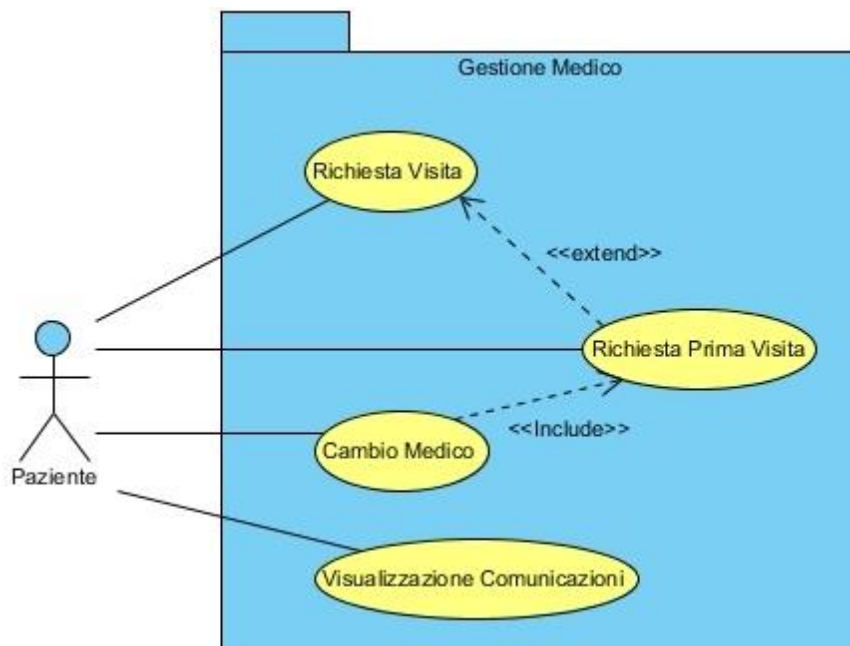 Gestione Medico
Richiesta Visita
<<extend>>
Richiesta Prima Visita
<<Include>>
Cambio Medico
Paziente
Visualizzazione Comunicazioni